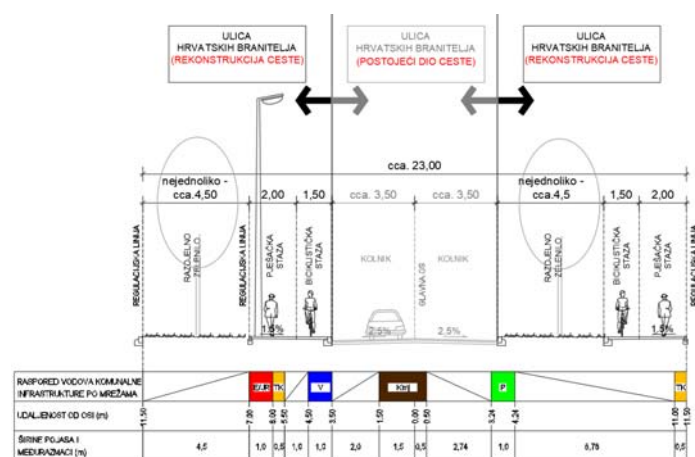 ULICA
HRVATSKIH BRANITELJA
(REKONSTRUKCIJA CESTE)
ULICA
HRVATSKIH BRANITELJA
(POSTOJEĆI DIO CESTE)
ULICA
HRVATSKIH BRANITELJA
(REKONSTRUKCIJA CESTE)
cca. 23,00
nejednoliko -
cca.4,50
2,00
1,50
cca. 3,50
cca. 3,50
nejednoliko -
cca.4,5
1,50
2,00
REGULACIJSKA LINIJA
RAZDJELNO
ZELENILO
REGULACIJSKA LINIJA
PJEŠAČKA
STAZA
BICIKLISTIČKA
STAZA
KOLNIK
GLAVNA OS
KOLNIK
RAZDJELNO
ZELENILO
BICIKLISTIČKA
STAZA
PJEŠAČKA
STAZA
REGULACIJSKA LINIJA
1.5%
2.5%
2.5%
1.5%
RASPORED VODOVA KOMUNALNE
INFRASTRUKTURE PO MREŽAMA
TK
V
P
TK
UDALJENOST OD OSI (m)
11.50
7.00
6.00
5.50
4.50
3.50
1.50
0.00
0.50
3.24
4.24
11.00
11.50
ŠIRINE POJASA I
MEĐURAZMACI (m)
4,5
1,0
0,5
1,0
1,0
2,0
1,5
0,5
2,74
1,0
6,76
0,5